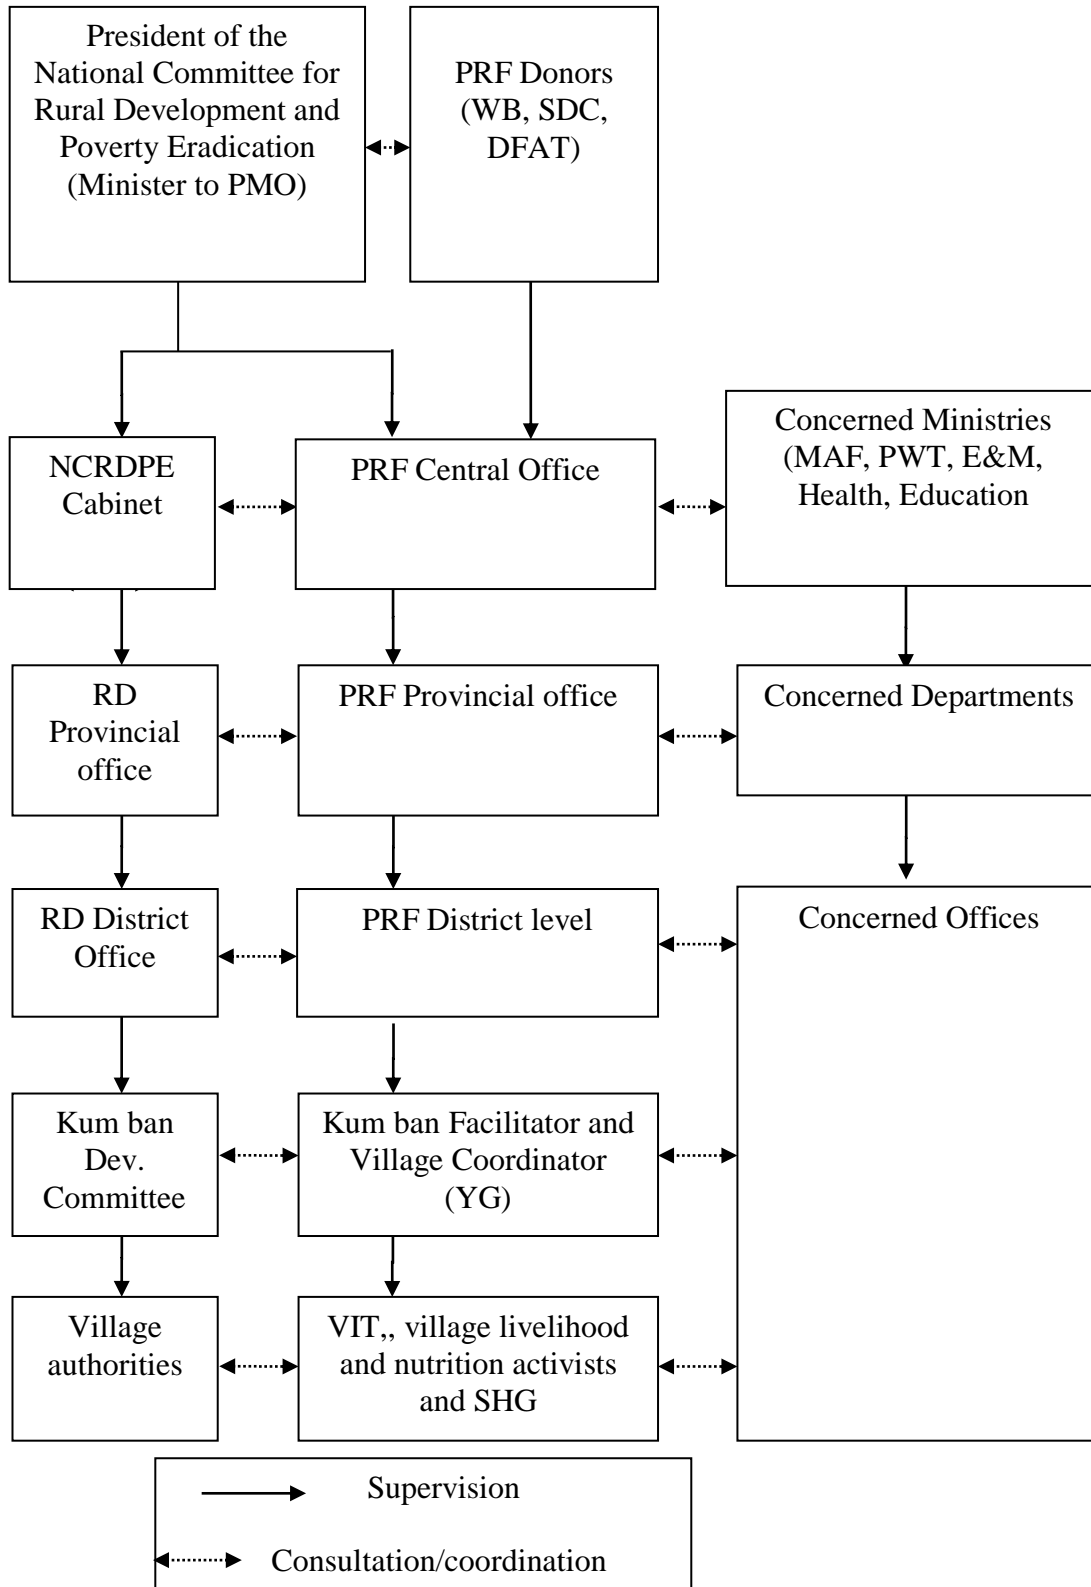 President of the
National Committee for
Rural Development and
Poverty Eradication
(Minister to PMO)
PRF Donors
(WB, SDC,
DFAT)
NCRDPE
Cabinet
PRF Central Office
Concerned Ministries
(MAF, PWT, E&M,
Health, Education
RD
Provincial
office
PRF Provincial office
Concerned Departments
RD District
Office
PRF District level
Concerned Offices
Kum ban
Dev.
Committee
Kum ban Facilitator and
Village Coordinator
(YG)
Village
authorities
VIT,, village livelihood
and nutrition activists
and SHG
Supervision
Consultation/coordination